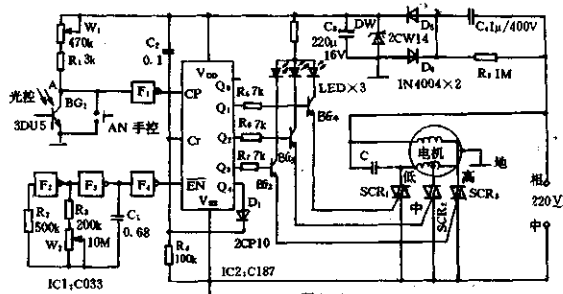 W₁
470k
R₁ 3k
A
光控
BG₁
3DU5
AN 手控
F₁
C₂
0.1
V_DD
CP
Cr
EN
V_SS
Q₀
Q₁
Q₂
Q₃
Q₄
R₅ 7k
R₆ 7k
R₇ 7k
BG₄
BG₃
BG₂
LED×3
D₁
2CP10
F₂
F₃
F₄
R₂
500k
R₃
200k
W₂
10M
C₁
0.68
R₄
100k
IC1:C033
IC2:C187
C₃
220μ
16V
DW
2CW14
D₃
D₂
1N4004×2
C₄ 1μ/400V
R₈ 1M
电机
地
C
低
中
高
SCR₁
SCR₂
SCR₃
相
220V
中